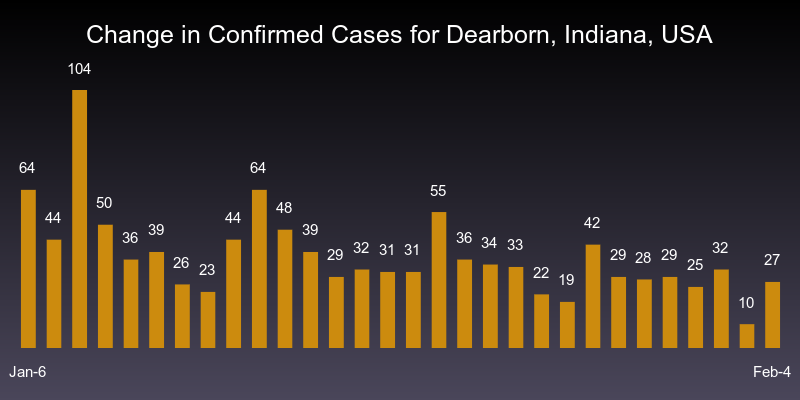 Change in Confirmed Cases for Dearborn, Indiana, USA
64 44 104 50 36 39 26 23 44 64 48 39 29 32 31 31 55 36 34 33 22 19 42 29 28 29 25 32 10 27
Jan-6 Feb-4